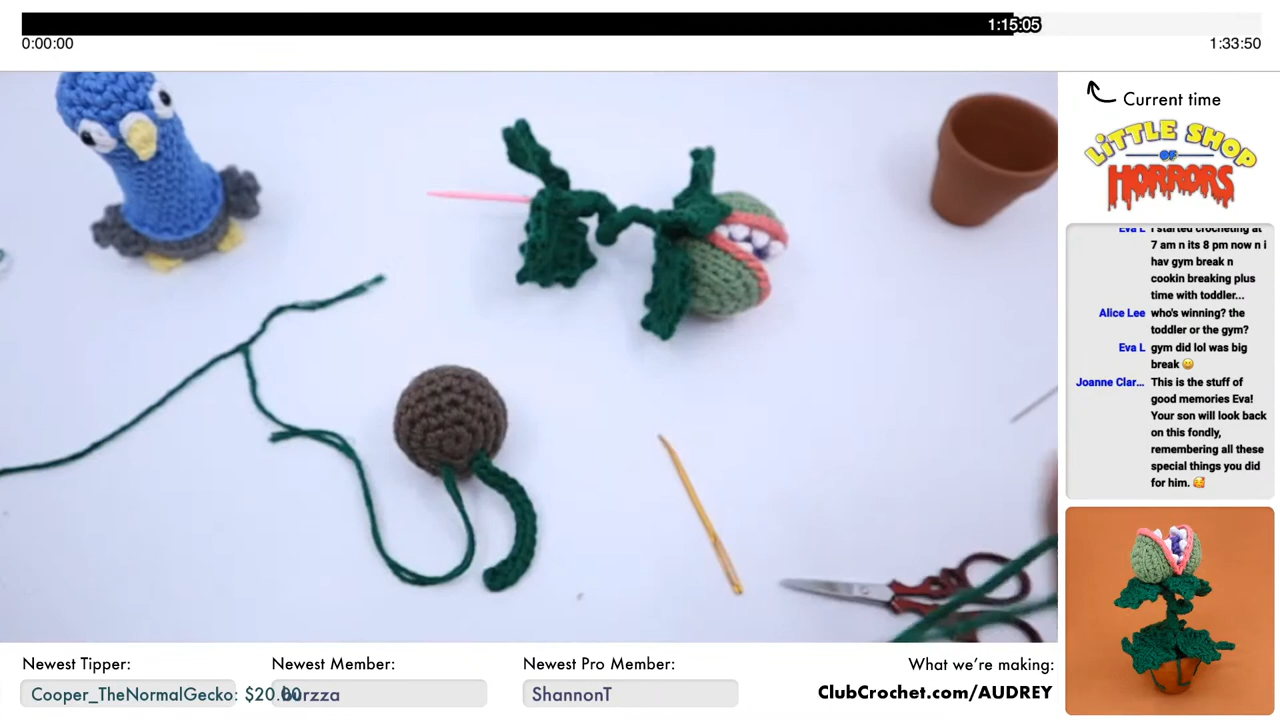 1:15:05
0:00:00
1:33:50
Current time
LiTTLE SHOP
OF
HORRORS
Eva L I started crocheting at
7 am n its 8 pm now n i
hav gym break n
cookin breaking plus
time with toddler...
Alice Lee who's winning? the
toddler or the gym?
Eva L gym did lol was big
break 😀
Joanne Clar... This is the stuff of
good memories Eva!
Your son will look back
on this fondly,
remembering all these
special things you did
for him. 🥰
Newest Tipper:
Cooper_TheNormalGecko: $20.00
Newest Member:
burzza
Newest Pro Member:
ShannonT
What we're making:
ClubCrochet.com/AUDREY